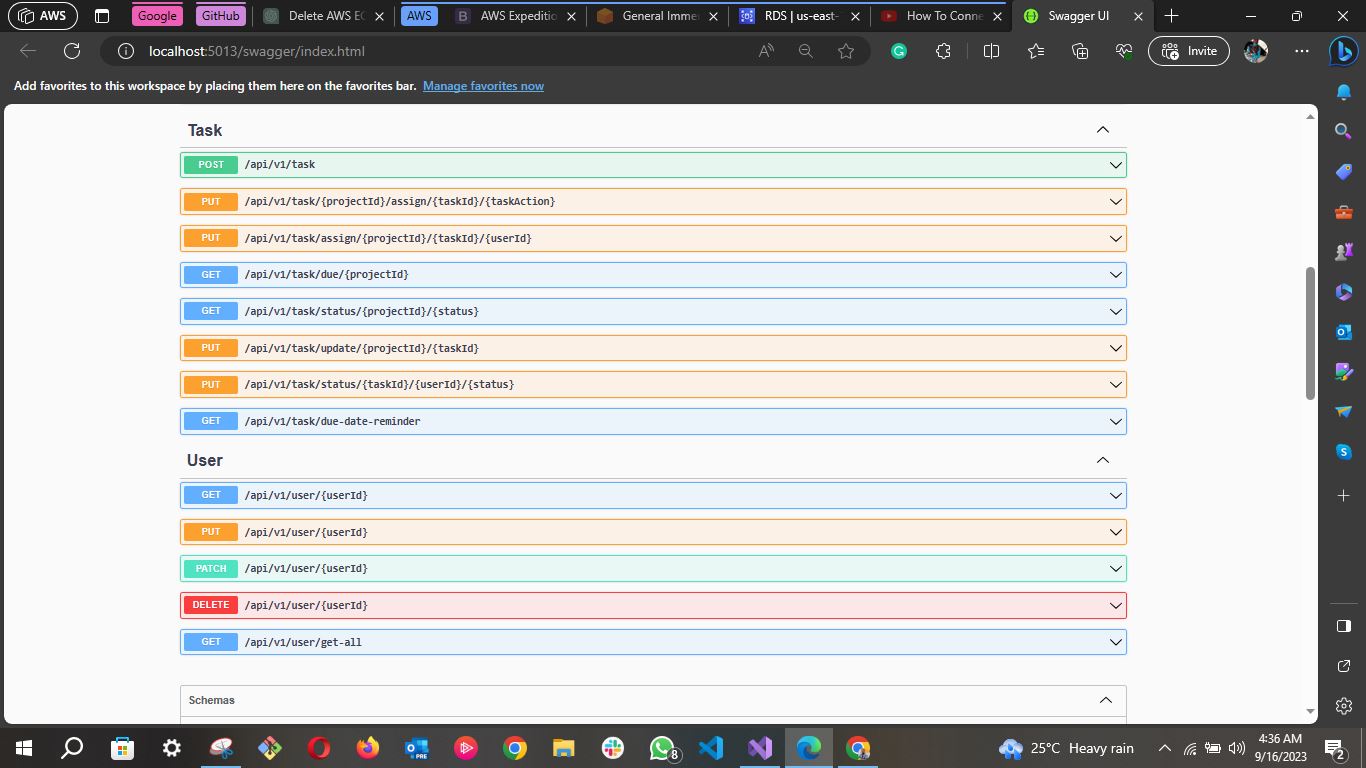 AWS
Google
GitHub
Delete AWS EC
AWS
AWS Expeditio
General Imme
RDS | us-east-
How To Conne
Swagger UI
localhost:5013/swagger/index.html
Invite
Add favorites to this workspace by placing them here on the favorites bar. Manage favorites now
Task
POST /api/v1/task
PUT /api/v1/task/{projectId}/assign/{taskId}/{taskAction}
PUT /api/v1/task/assign/{projectId}/{taskId}/{userId}
GET /api/v1/task/due/{projectId}
GET /api/v1/task/status/{projectId}/{status}
PUT /api/v1/task/update/{projectId}/{taskId}
PUT /api/v1/task/status/{taskId}/{userId}/{status}
GET /api/v1/task/due-date-reminder
User
GET /api/v1/user/{userId}
PUT /api/v1/user/{userId}
PATCH /api/v1/user/{userId}
DELETE /api/v1/user/{userId}
GET /api/v1/user/get-all
Schemas
8
25°C Heavy rain
4:36 AM
9/16/2023
2